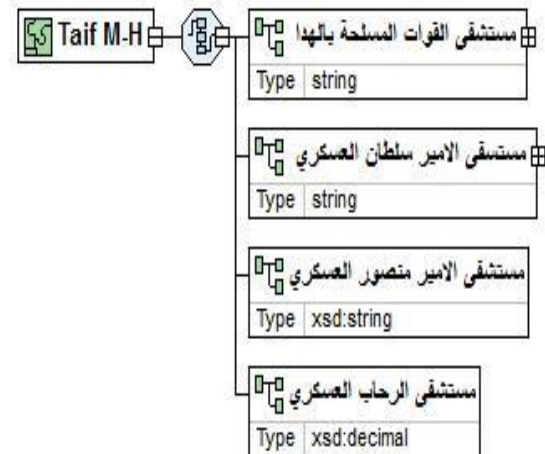 Taif M-H
مستشفى القوات المسلحة بالهدا
Type string
مستسقى الامير سلطان العسكري
Type string
مستشفى الامير منصور العسكري
Type xsd:string
مستشفى الرحاب العسكري
Type xsd:decimal